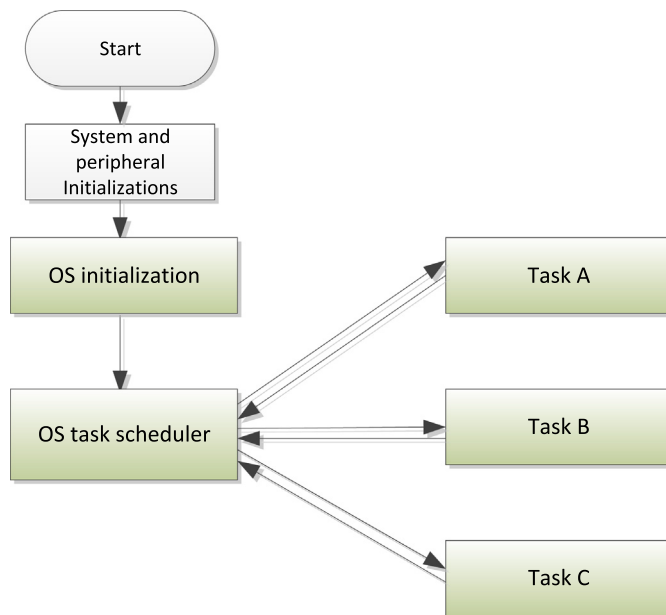 Start
System and
peripheral
Initializations
OS initialization
OS task scheduler
Task A
Task B
Task C